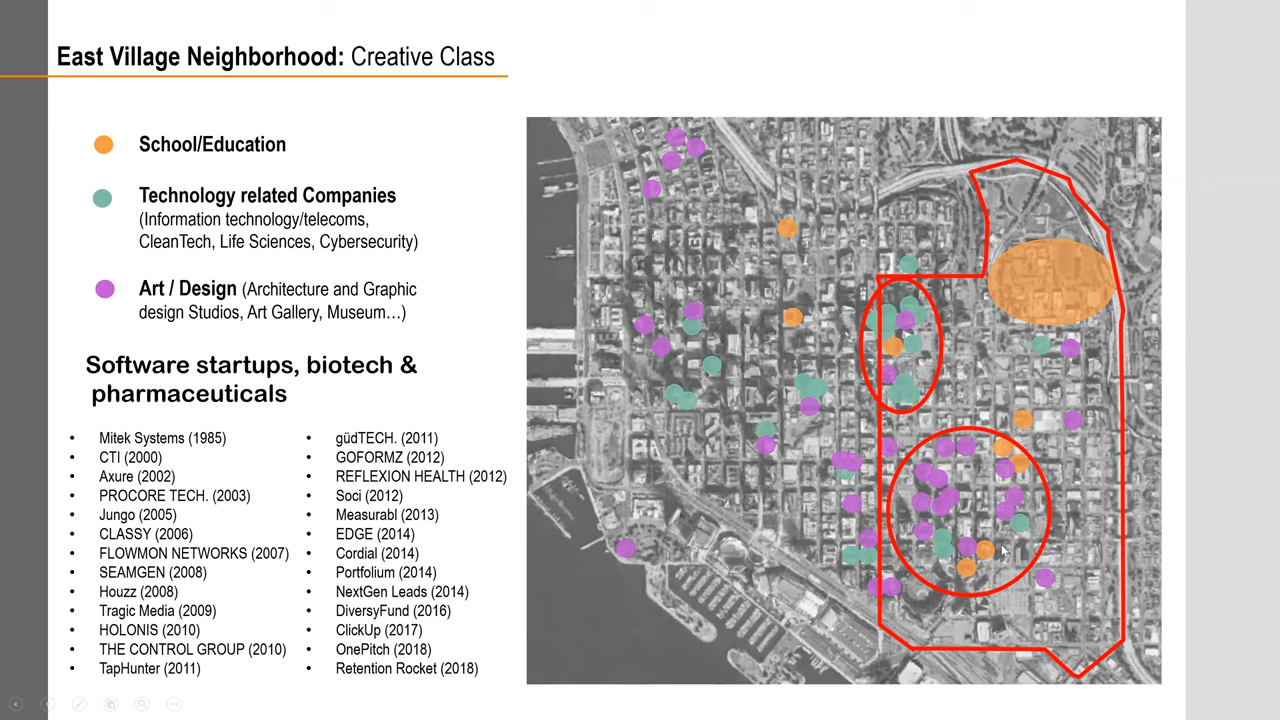 East Village Neighborhood: Creative Class
School/Education
Technology related Companies
(Information technology/telecoms,
CleanTech, Life Sciences, Cybersecurity)
Art / Design (Architecture and Graphic
design Studios, Art Gallery, Museum…)
Software startups, biotech &
pharmaceuticals
• Mitek Systems (1985)
• CTI (2000)
• Axure (2002)
• PROCORE TECH. (2003)
• Jungo (2005)
• CLASSY (2006)
• FLOWMON NETWORKS (2007)
• SEAMGEN (2008)
• Houzz (2008)
• Tragic Media (2009)
• HOLONIS (2010)
• THE CONTROL GROUP (2010)
• TapHunter (2011)
• güdTECH. (2011)
• GOFORMZ (2012)
• REFLEXION HEALTH (2012)
• Soci (2012)
• Measurabl (2013)
• EDGE (2014)
• Cordial (2014)
• Portfolium (2014)
• NextGen Leads (2014)
• DiversyFund (2016)
• ClickUp (2017)
• OnePitch (2018)
• Retention Rocket (2018)